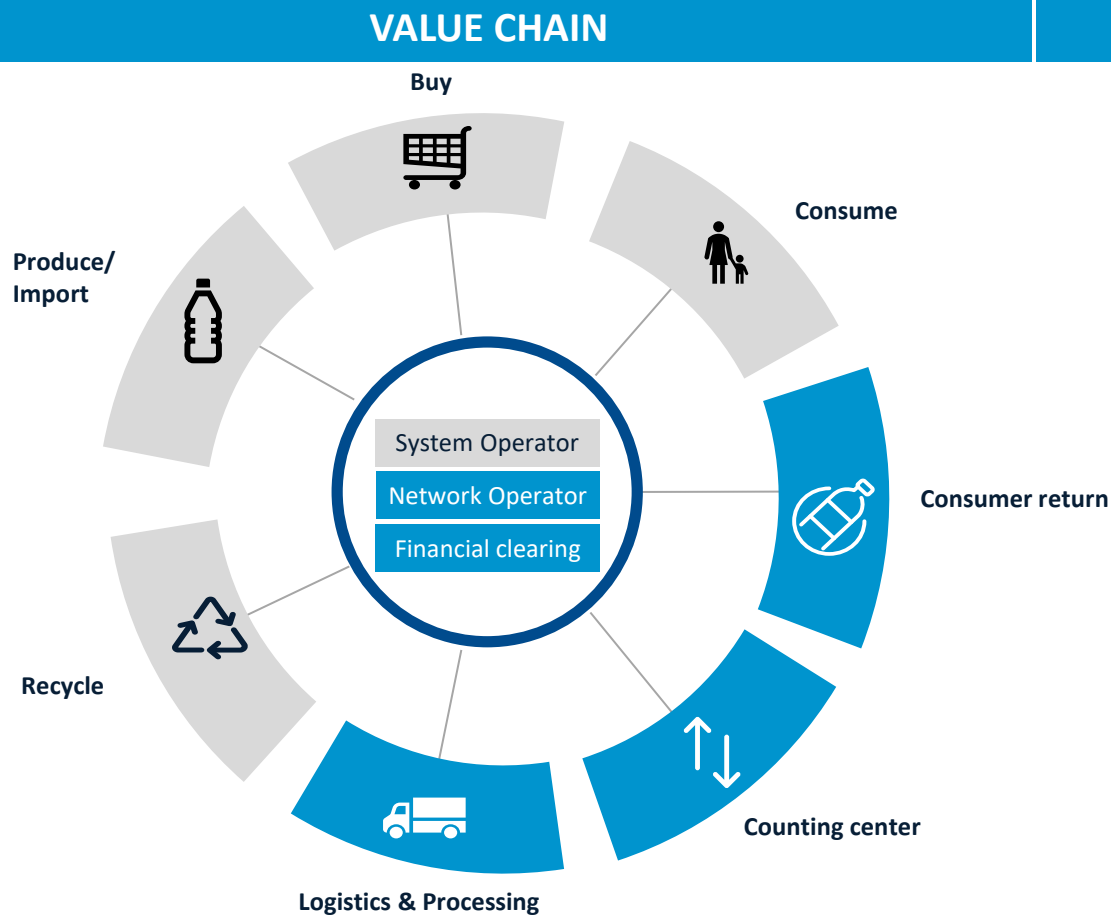 VALUE CHAIN
Buy
Consume
Produce/
Import
System Operator
Network Operator
Financial clearing
Consumer return
Recycle
Counting center
Logistics & Processing